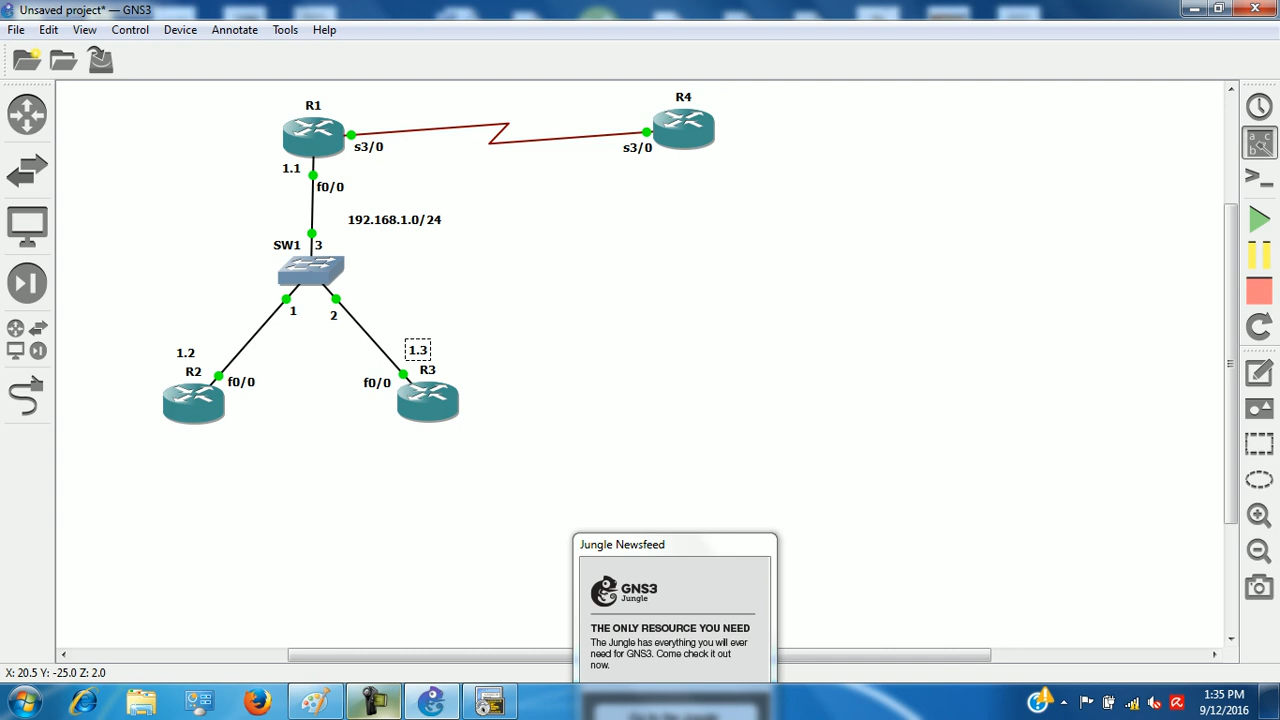 Unsaved project* — GNS3
File Edit View Control Device Annotate Tools Help
R1
R4
s3/0
s3/0
1.1
f0/0
192.168.1.0/24
SW1 3
1
2
1.2
1.3
R2
R3
f0/0
f0/0
Jungle Newsfeed
GNS3
Jungle
THE ONLY RESOURCE YOU NEED
The Jungle has everything you will ever
need for GNS3. Come check it out
now.
X: 20.5 Y: -25.0 Z: 2.0
1:35 PM
9/12/2016